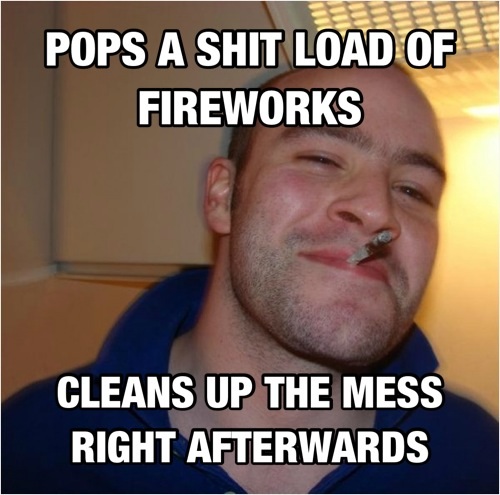 POPS A SHIT LOAD OF
FIREWORKS
CLEANS UP THE MESS
RIGHT AFTERWARDS